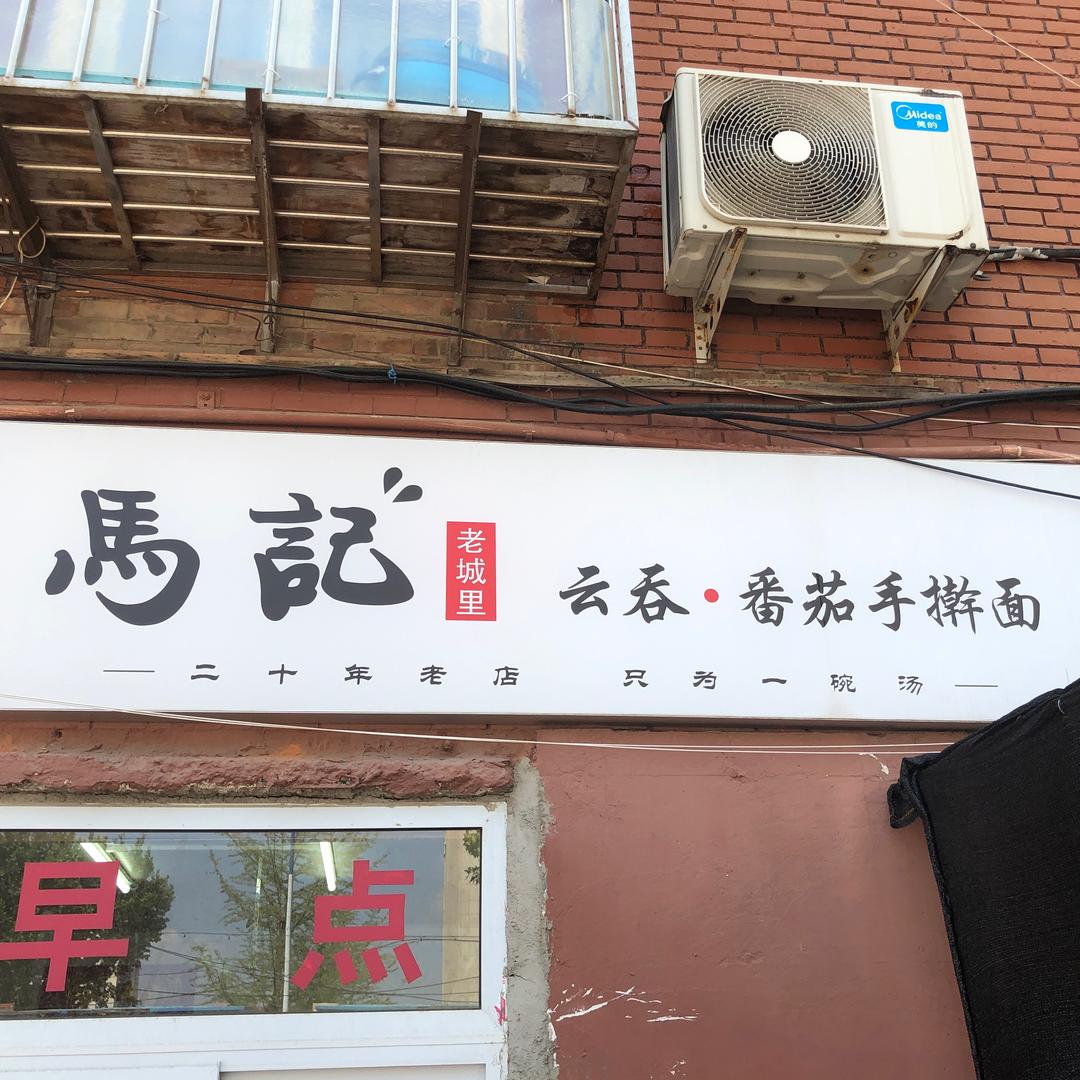 Midea
美的
馬記
老城里
云吞·番茄手擀面
二十年老店 只为一碗汤
早点